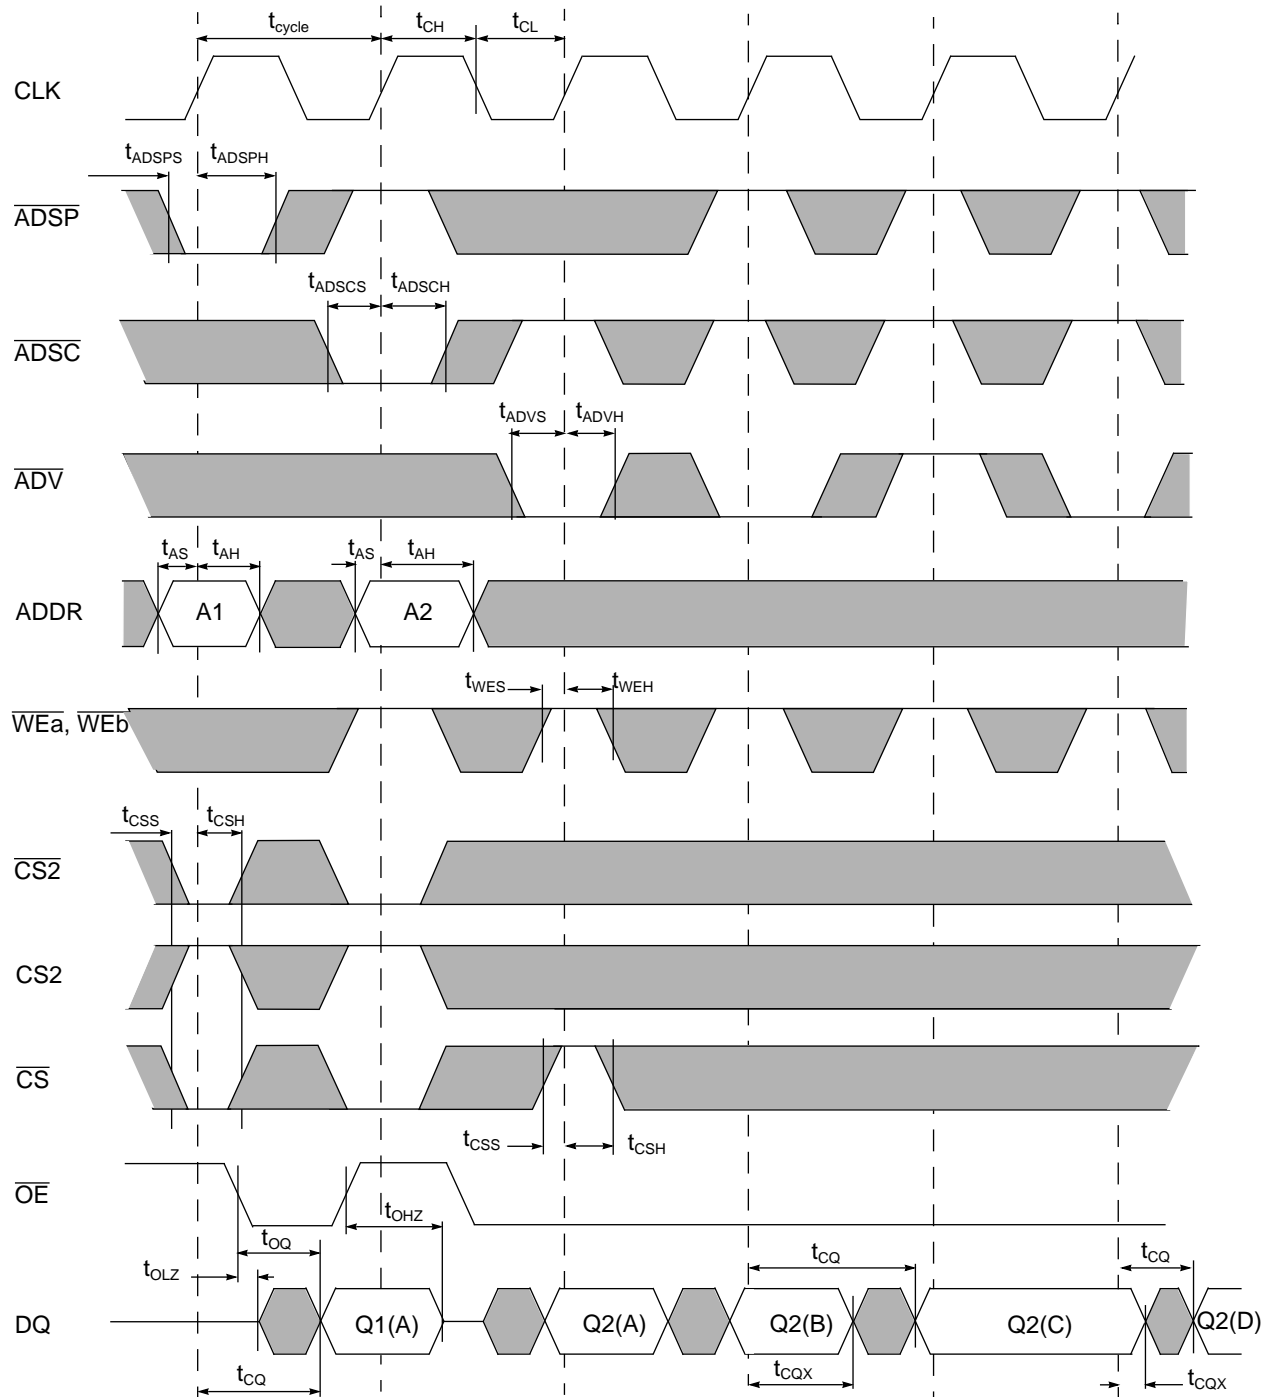 tcycle tCH tCL
CLK
tADSPS tADSPH
ADSP
tADSCS tADSCH
ADSC
tADVS tADVH
ADV
tAS tAH tAS tAH
ADDR A1 A2
tWES tWEH
WEa, WEb
tCSS tCSH
CS2
CS2
CS
tCSS tCSH
OE
tOHZ
tOQ
tCQ tCQ
tOLZ
DQ Q1(A) Q2(A) Q2(B) Q2(C) Q2(D)
tCQ tCQX tCQX